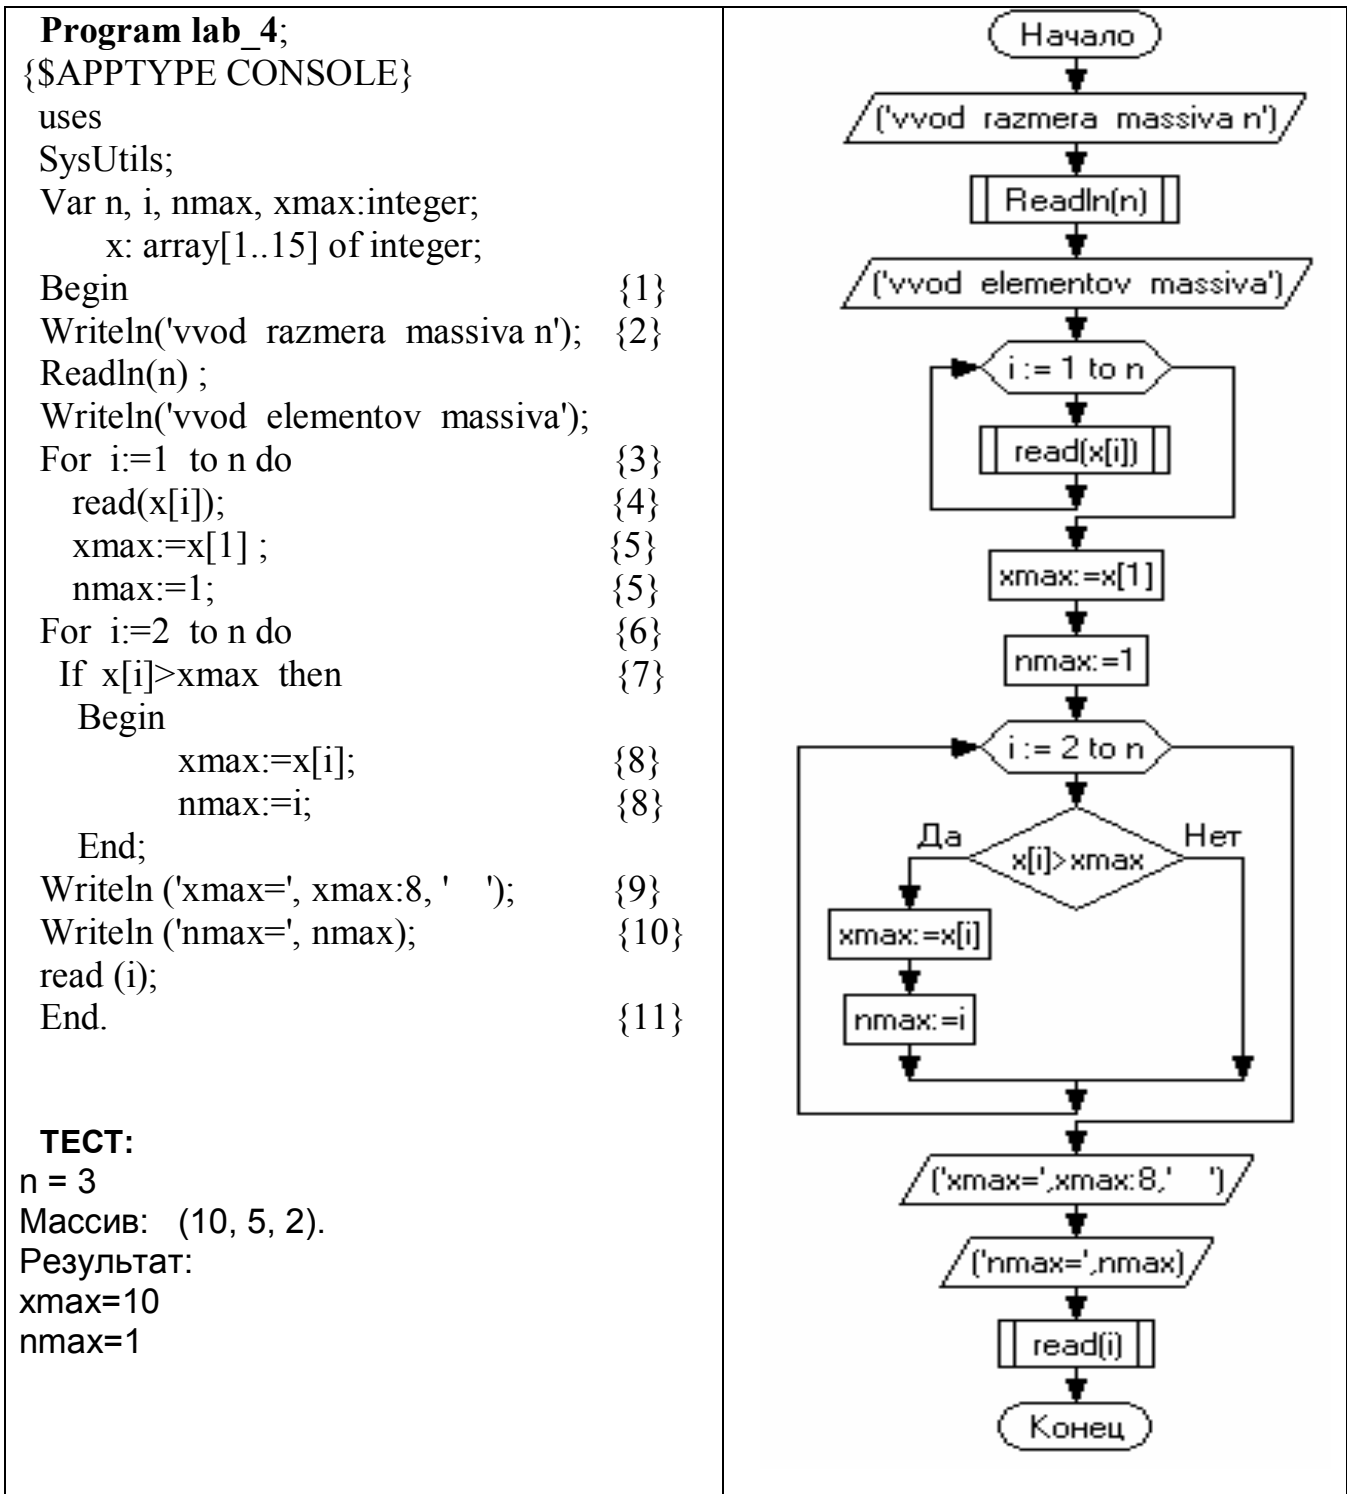 Program lab_4;
{$APPTYPE CONSOLE}
uses
SysUtils;
Var n, i, nmax, xmax:integer;
x: array[1..15] of integer;
Begin {1}
Writeln('vvod razmera massiva n'); {2}
Readln(n) ;
Writeln('vvod elementov massiva');
For i:=1 to n do {3}
read(x[i]); {4}
xmax:=x[1] ; {5}
nmax:=1; {5}
For i:=2 to n do {6}
If x[i]>xmax then {7}
Begin
xmax:=x[i]; {8}
nmax:=i; {8}
End;
Writeln ('xmax=', xmax:8, ' '); {9}
Writeln ('nmax=', nmax); {10}
read (i);
End. {11}
ТЕСТ:
n = 3
Массив: (10, 5, 2).
Результат:
xmax=10
nmax=1
Начало
('vvod razmera massiva n')
Readln(n)
('vvod elementov massiva')
i := 1 to n
read(x[i])
xmax:=x[1]
nmax:=1
i := 2 to n
Да
Нет
x[i]>xmax
xmax:=x[i]
nmax:=i
('xmax=',xmax:8,' ')
('nmax=',nmax)
read(i)
Конец